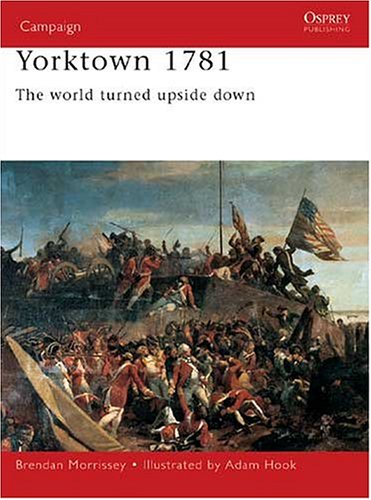 Campaign
OSPREY
PUBLISHING
Yorktown 1781
The world turned upside down
Brendan Morrissey • Illustrated by Adam Hook